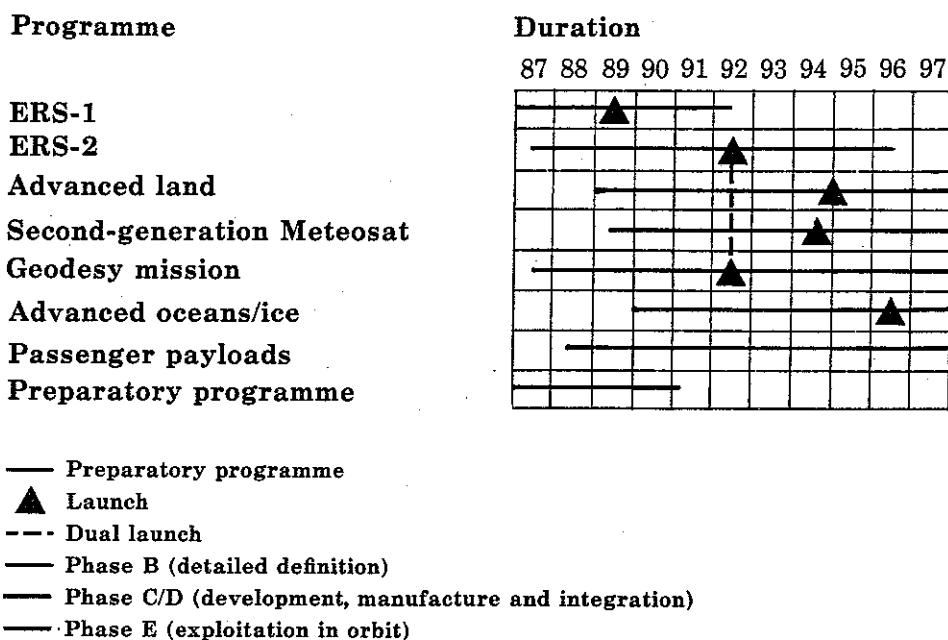 Programme Duration
87 88 89 90 91 92 93 94 95 96 97
ERS-1
ERS-2
Advanced land
Second-generation Meteosat
Geodesy mission
Advanced oceans/ice
Passenger payloads
Preparatory programme
Preparatory programme
Launch
Dual launch
Phase B (detailed definition)
Phase C/D (development, manufacture and integration)
Phase E (exploitation in orbit)